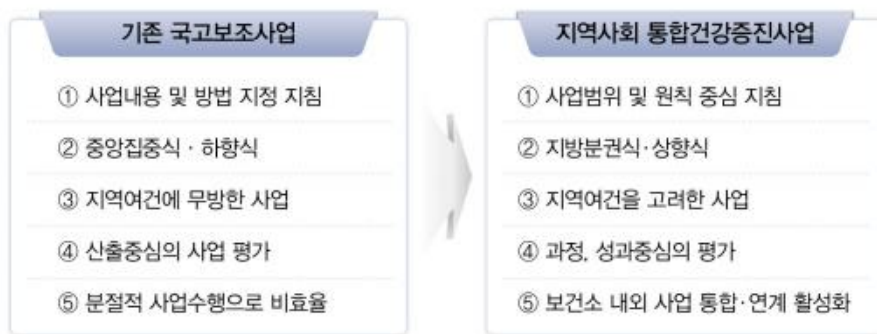 기존 국고보조사업
① 사업내용 및 방법 지정 지침
② 중앙집중식 · 하향식
③ 지역여건에 무방한 사업
④ 산출중심의 사업 평가
⑤ 분절적 사업수행으로 비효율
지역사회 통합건강증진사업
① 사업범위 및 원칙 중심 지침
② 지방분권식·상향식
③ 지역여건을 고려한 사업
④ 과정, 성과중심의 평가
⑤ 보건소 내외 사업 통합·연계 활성화